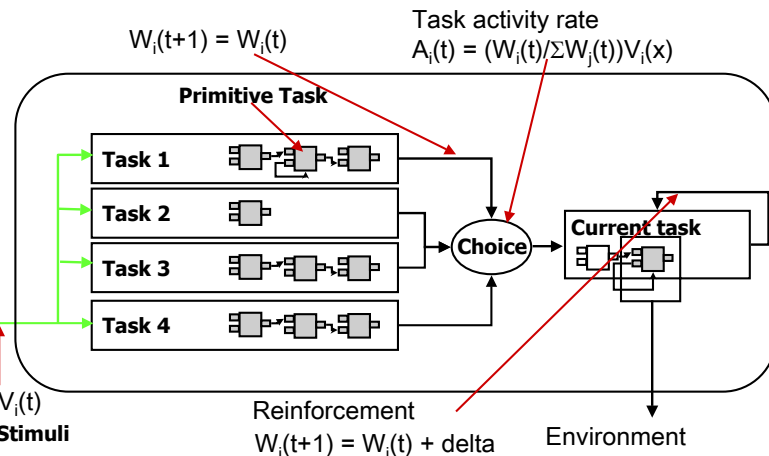 Task activity rate
Wᵢ(t+1) = Wᵢ(t)
Aᵢ(t) = (Wᵢ(t)/ΣWⱼ(t))Vᵢ(x)
Primitive Task
Task 1
Task 2
Task 3
Task 4
Choice
Current task
Vᵢ(t)
Stimuli
Reinforcement
Wᵢ(t+1) = Wᵢ(t) + delta
Environment